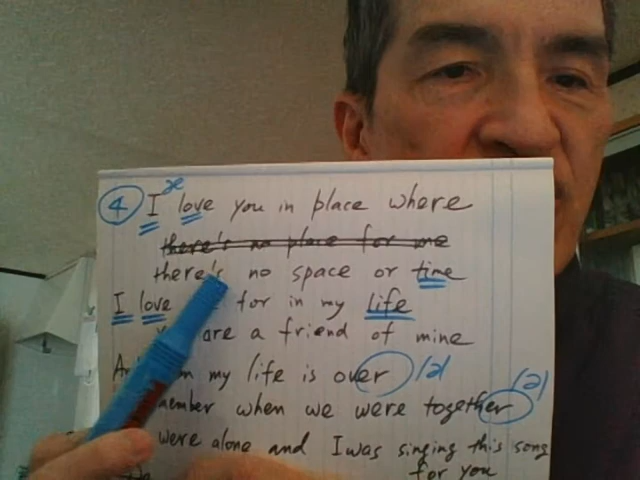 ④ I love you in place where
there's no place for me
there's no space or time
I love for in my life
are a friend of mine
my life is over /ə/
when we were together /ə/
were alone and I was singing this song
for you